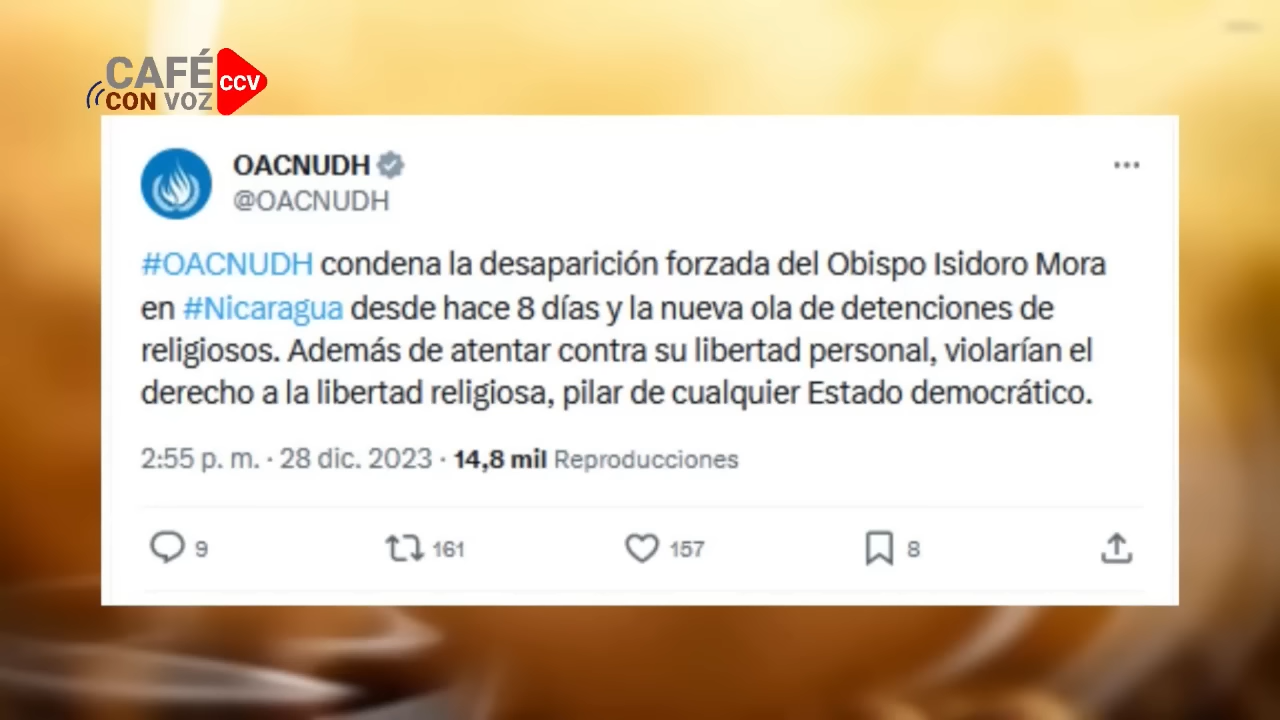 CAFÉ
CON VOZ
CCV
OACNUDH
@OACNUDH
#OACNUDH condena la desaparición forzada del Obispo Isidoro Mora
en #Nicaragua desde hace 8 días y la nueva ola de detenciones de
religiosos. Además de atentar contra su libertad personal, violarían el
derecho a la libertad religiosa, pilar de cualquier Estado democrático.
2:55 p. m. · 28 dic. 2023 · 14,8 mil Reproducciones
9 161 157 8